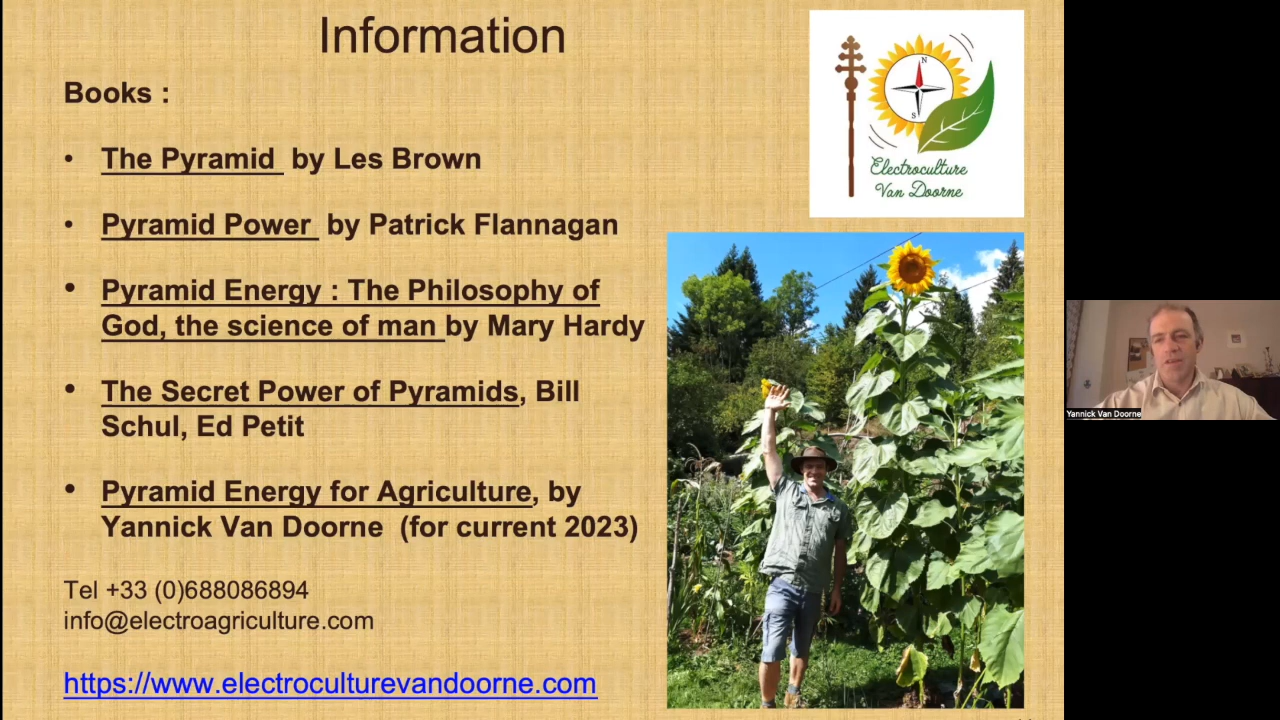 Information
Books :
• The Pyramid by Les Brown
• Pyramid Power by Patrick Flannagan
• Pyramid Energy : The Philosophy of
God, the science of man by Mary Hardy
• The Secret Power of Pyramids, Bill
Schul, Ed Petit
• Pyramid Energy for Agriculture, by
Yannick Van Doorne (for current 2023)
Tel +33 (0)688086894
info@electroagriculture.com
https://www.electroculturevandoorne.com
N
S
Electroculture
Van Doorne
Yannick Van Doorne